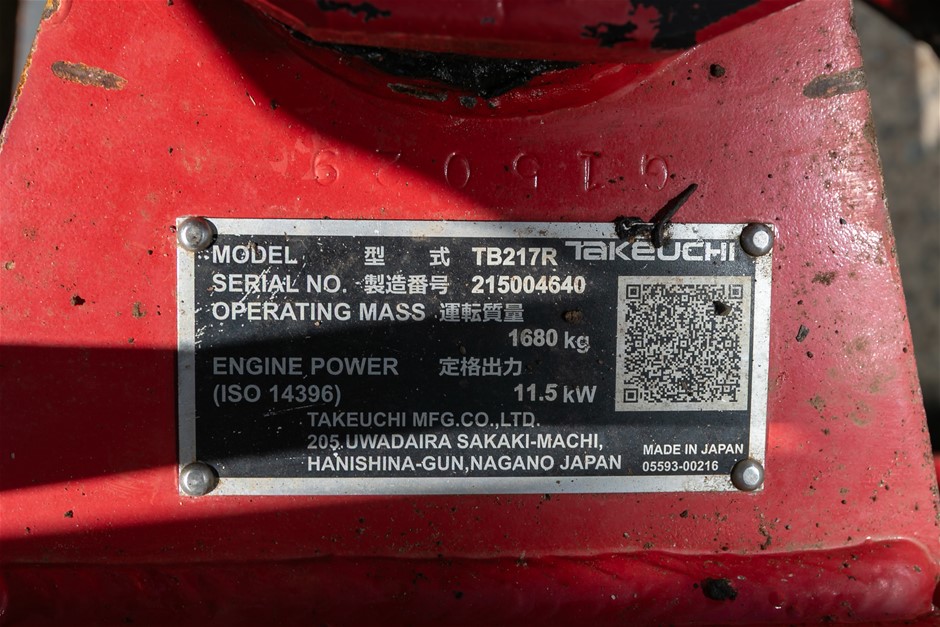 MODEL 型 式 TB217R TAKEUCHI
SERIAL NO. 製造番号 215004640
OPERATING MASS 運転質量
1680 kg
ENGINE POWER 定格出力
(ISO 14396) 11.5 kW
TAKEUCHI MFG.CO.,LTD.
205,UWADAIRA SAKAKI-MACHI,
HANISHINA-GUN,NAGANO JAPAN
MADE IN JAPAN
05593-00216